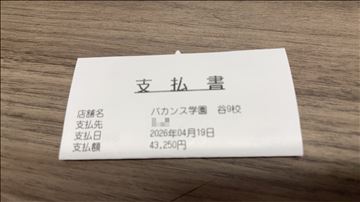 支払書
店舗名 バカンス学園 谷9校
支払先
支払日 2026年04月19日
支払額 43,250円